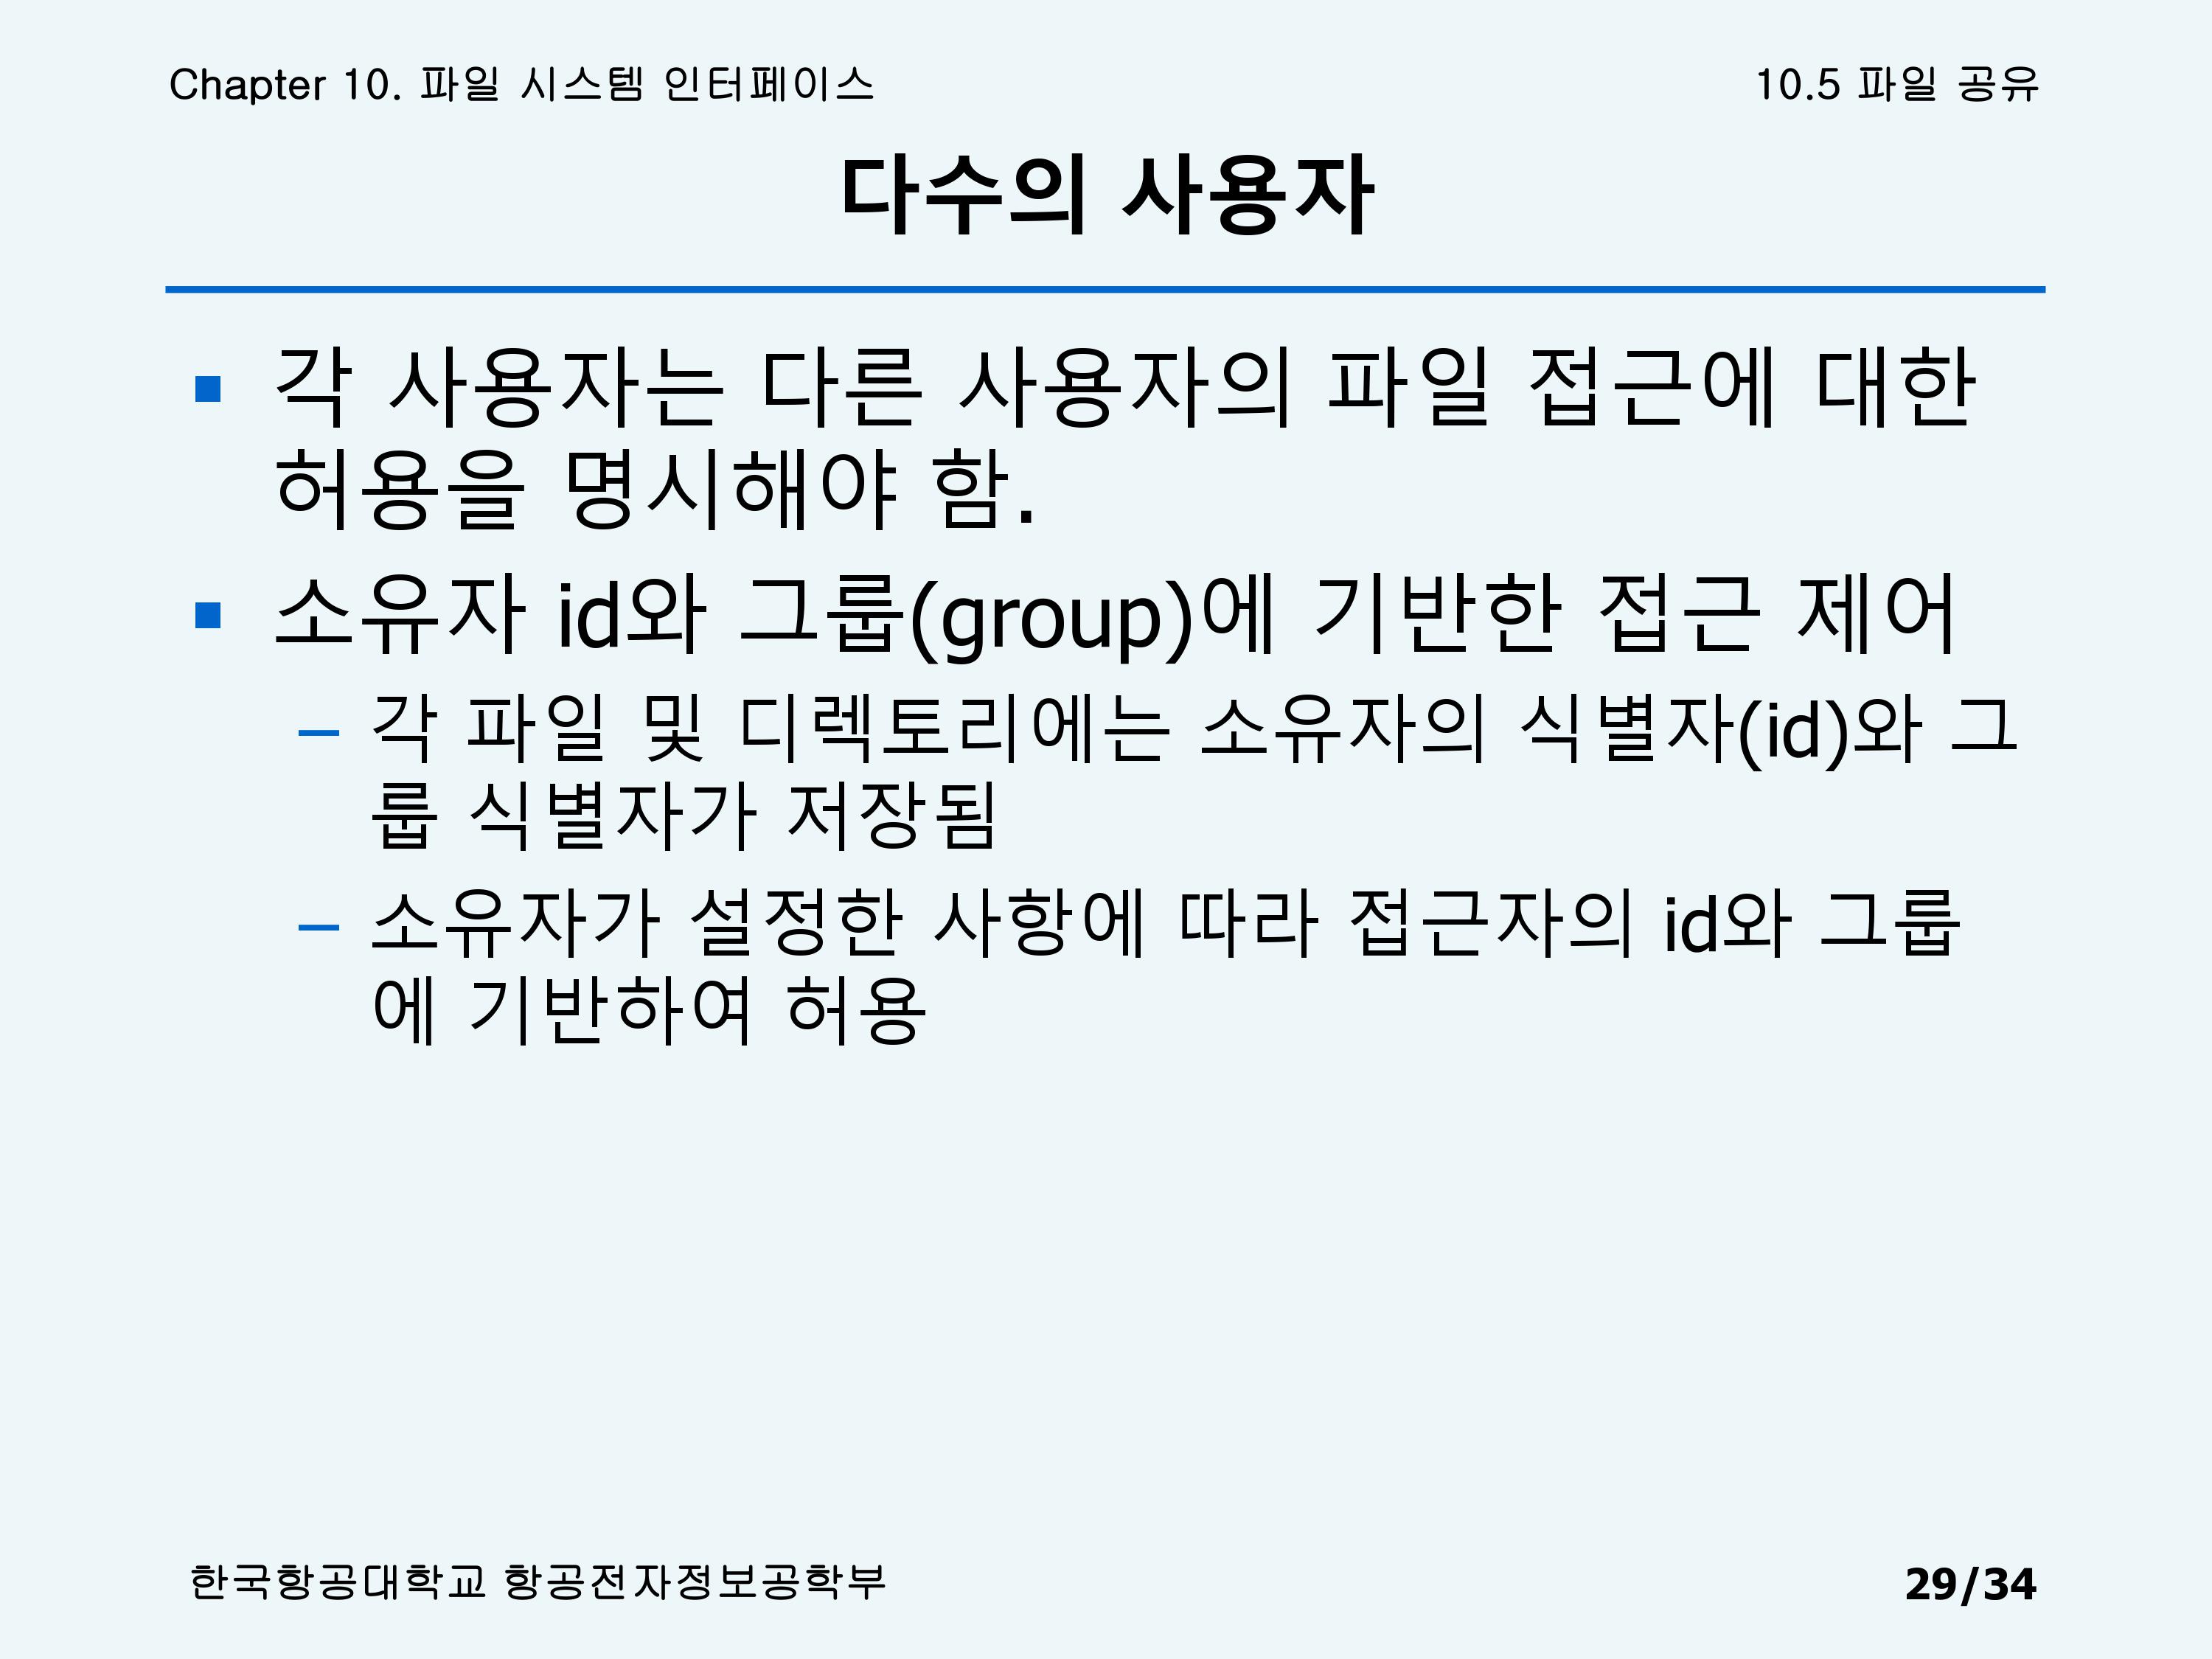 Chapter 10. 파일 시스템 인터페이스
10.5 파일 공유
다수의 사용자
각 사용자는 다른 사용자의 파일 접근에 대한
허용을 명시해야 함.
소유자 id와 그룹(group)에 기반한 접근 제어
– 각 파일 및 디렉토리에는 소유자의 식별자(id)와 그
룹 식별자가 저장됨
– 소유자가 설정한 사항에 따라 접근자의 id와 그룹
에 기반하여 허용
한국항공대학교 항공전자정보공학부
29/34